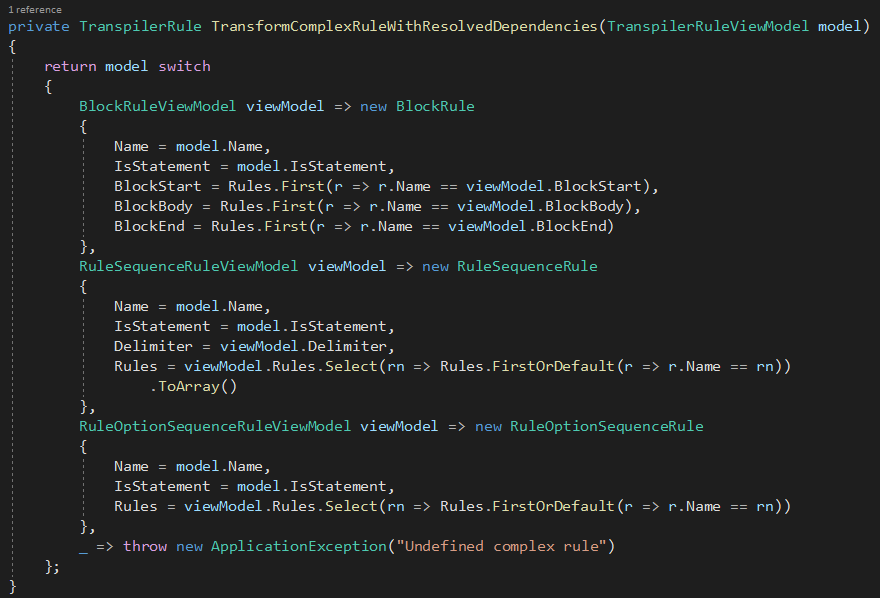 1 reference
private TranspilerRule TransformComplexRuleWithResolvedDependencies(TranspilerRuleViewModel model)
{
    return model switch
    {
        BlockRuleViewModel viewModel => new BlockRule
        {
            Name = model.Name,
            IsStatement = model.IsStatement,
            BlockStart = Rules.First(r => r.Name == viewModel.BlockStart),
            BlockBody = Rules.First(r => r.Name == viewModel.BlockBody),
            BlockEnd = Rules.First(r => r.Name == viewModel.BlockEnd)
        },
        RuleSequenceRuleViewModel viewModel => new RuleSequenceRule
        {
            Name = model.Name,
            IsStatement = model.IsStatement,
            Delimiter = viewModel.Delimiter,
            Rules = viewModel.Rules.Select(rn => Rules.FirstOrDefault(r => r.Name == rn))
                .ToArray()
        },
        RuleOptionSequenceRuleViewModel viewModel => new RuleOptionSequenceRule
        {
            Name = model.Name,
            IsStatement = model.IsStatement,
            Rules = viewModel.Rules.Select(rn => Rules.FirstOrDefault(r => r.Name == rn))
        },
        _ => throw new ApplicationException("Undefined complex rule")
    };
}